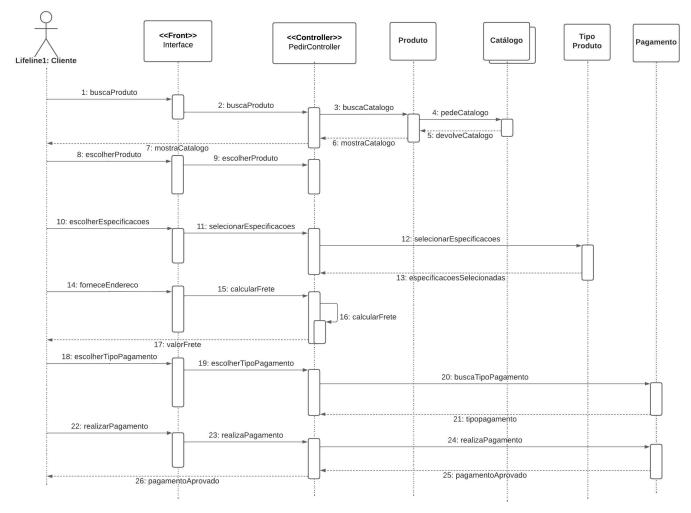 <<Front>>
Interface
<<Controller>>
PedirController
Produto
Catálogo
Tipo
Produto
Pagamento
Lifeline1: Cliente
1: buscaProduto
2: buscaProduto
3: buscaCatalogo
4: pedeCatalogo
5: devolveCatalogo
6: mostraCatalogo
7: mostraCatalogo
8: escolherProduto
9: escolherProduto
10: escolherEspecificacoes
11: selecionarEspecificacoes
12: selecionarEspecificacoes
13: especificacoesSelecionadas
14: forneceEndereco
15: calcularFrete
16: calcularFrete
17: valorFrete
18: escolherTipoPagamento
19: escolherTipoPagamento
20: buscaTipoPagamento
21: tipopagamento
22: realizarPagamento
23: realizaPagamento
24: realizaPagamento
25: pagamentoAprovado
26: pagamentoAprovado